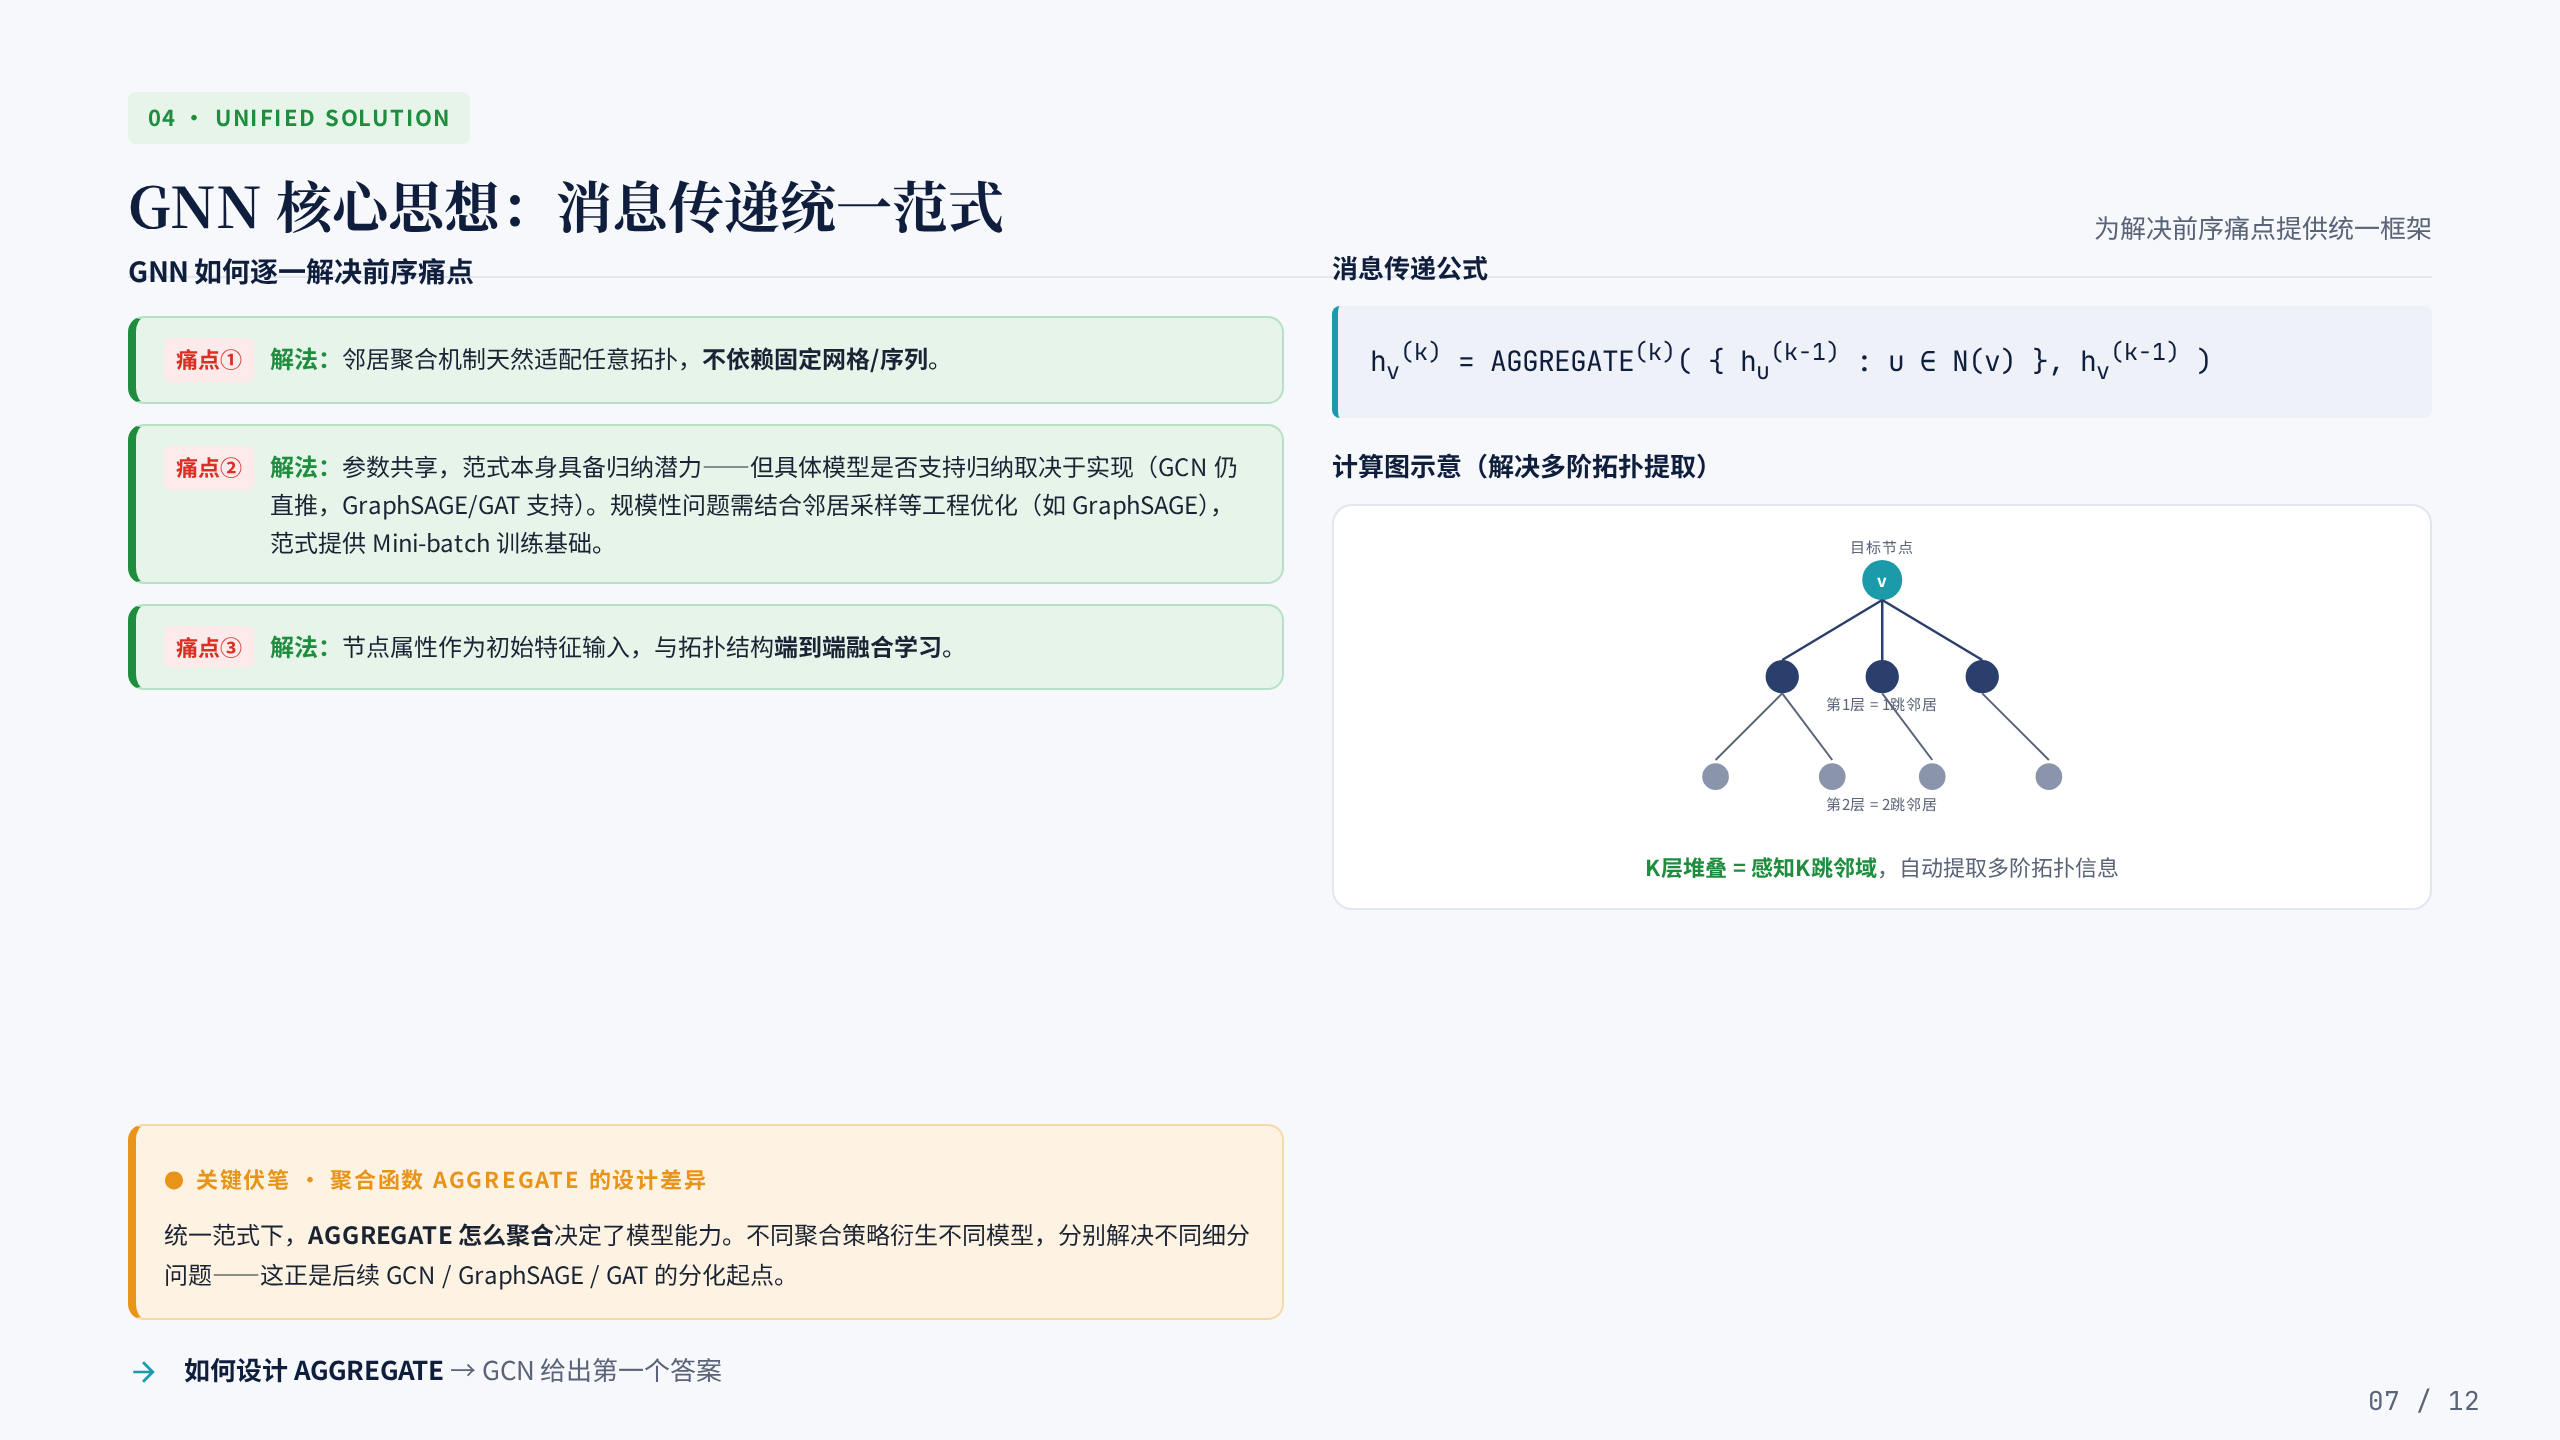 04 · UNIFIED SOLUTION
GNN 核心思想：消息传递统一范式
为解决前序痛点提供统一框架
GNN 如何逐一解决前序痛点
痛点① 解法：邻居聚合机制天然适配任意拓扑，不依赖固定网格/序列。
痛点② 解法：参数共享，范式本身具备归纳潜力——但具体模型是否支持归纳取决于实现（GCN 仍
直推，GraphSAGE/GAT 支持）。规模性问题需结合邻居采样等工程优化（如 GraphSAGE），
范式提供 Mini-batch 训练基础。
痛点③ 解法：节点属性作为初始特征输入，与拓扑结构端到端融合学习。
● 关键伏笔 · 聚合函数 AGGREGATE 的设计差异
统一范式下，AGGREGATE 怎么聚合决定了模型能力。不同聚合策略衍生不同模型，分别解决不同细分
问题——这正是后续 GCN / GraphSAGE / GAT 的分化起点。
消息传递公式
h_v^(k) = AGGREGATE^(k)( { h_u^(k-1) : u ∈ N(v) }, h_v^(k-1) )
计算图示意（解决多阶拓扑提取）
目标节点
v
第1层 = 1跳邻居
第2层 = 2跳邻居
K层堆叠 = 感知K跳邻域，自动提取多阶拓扑信息
→ 如何设计 AGGREGATE → GCN 给出第一个答案
07 / 12